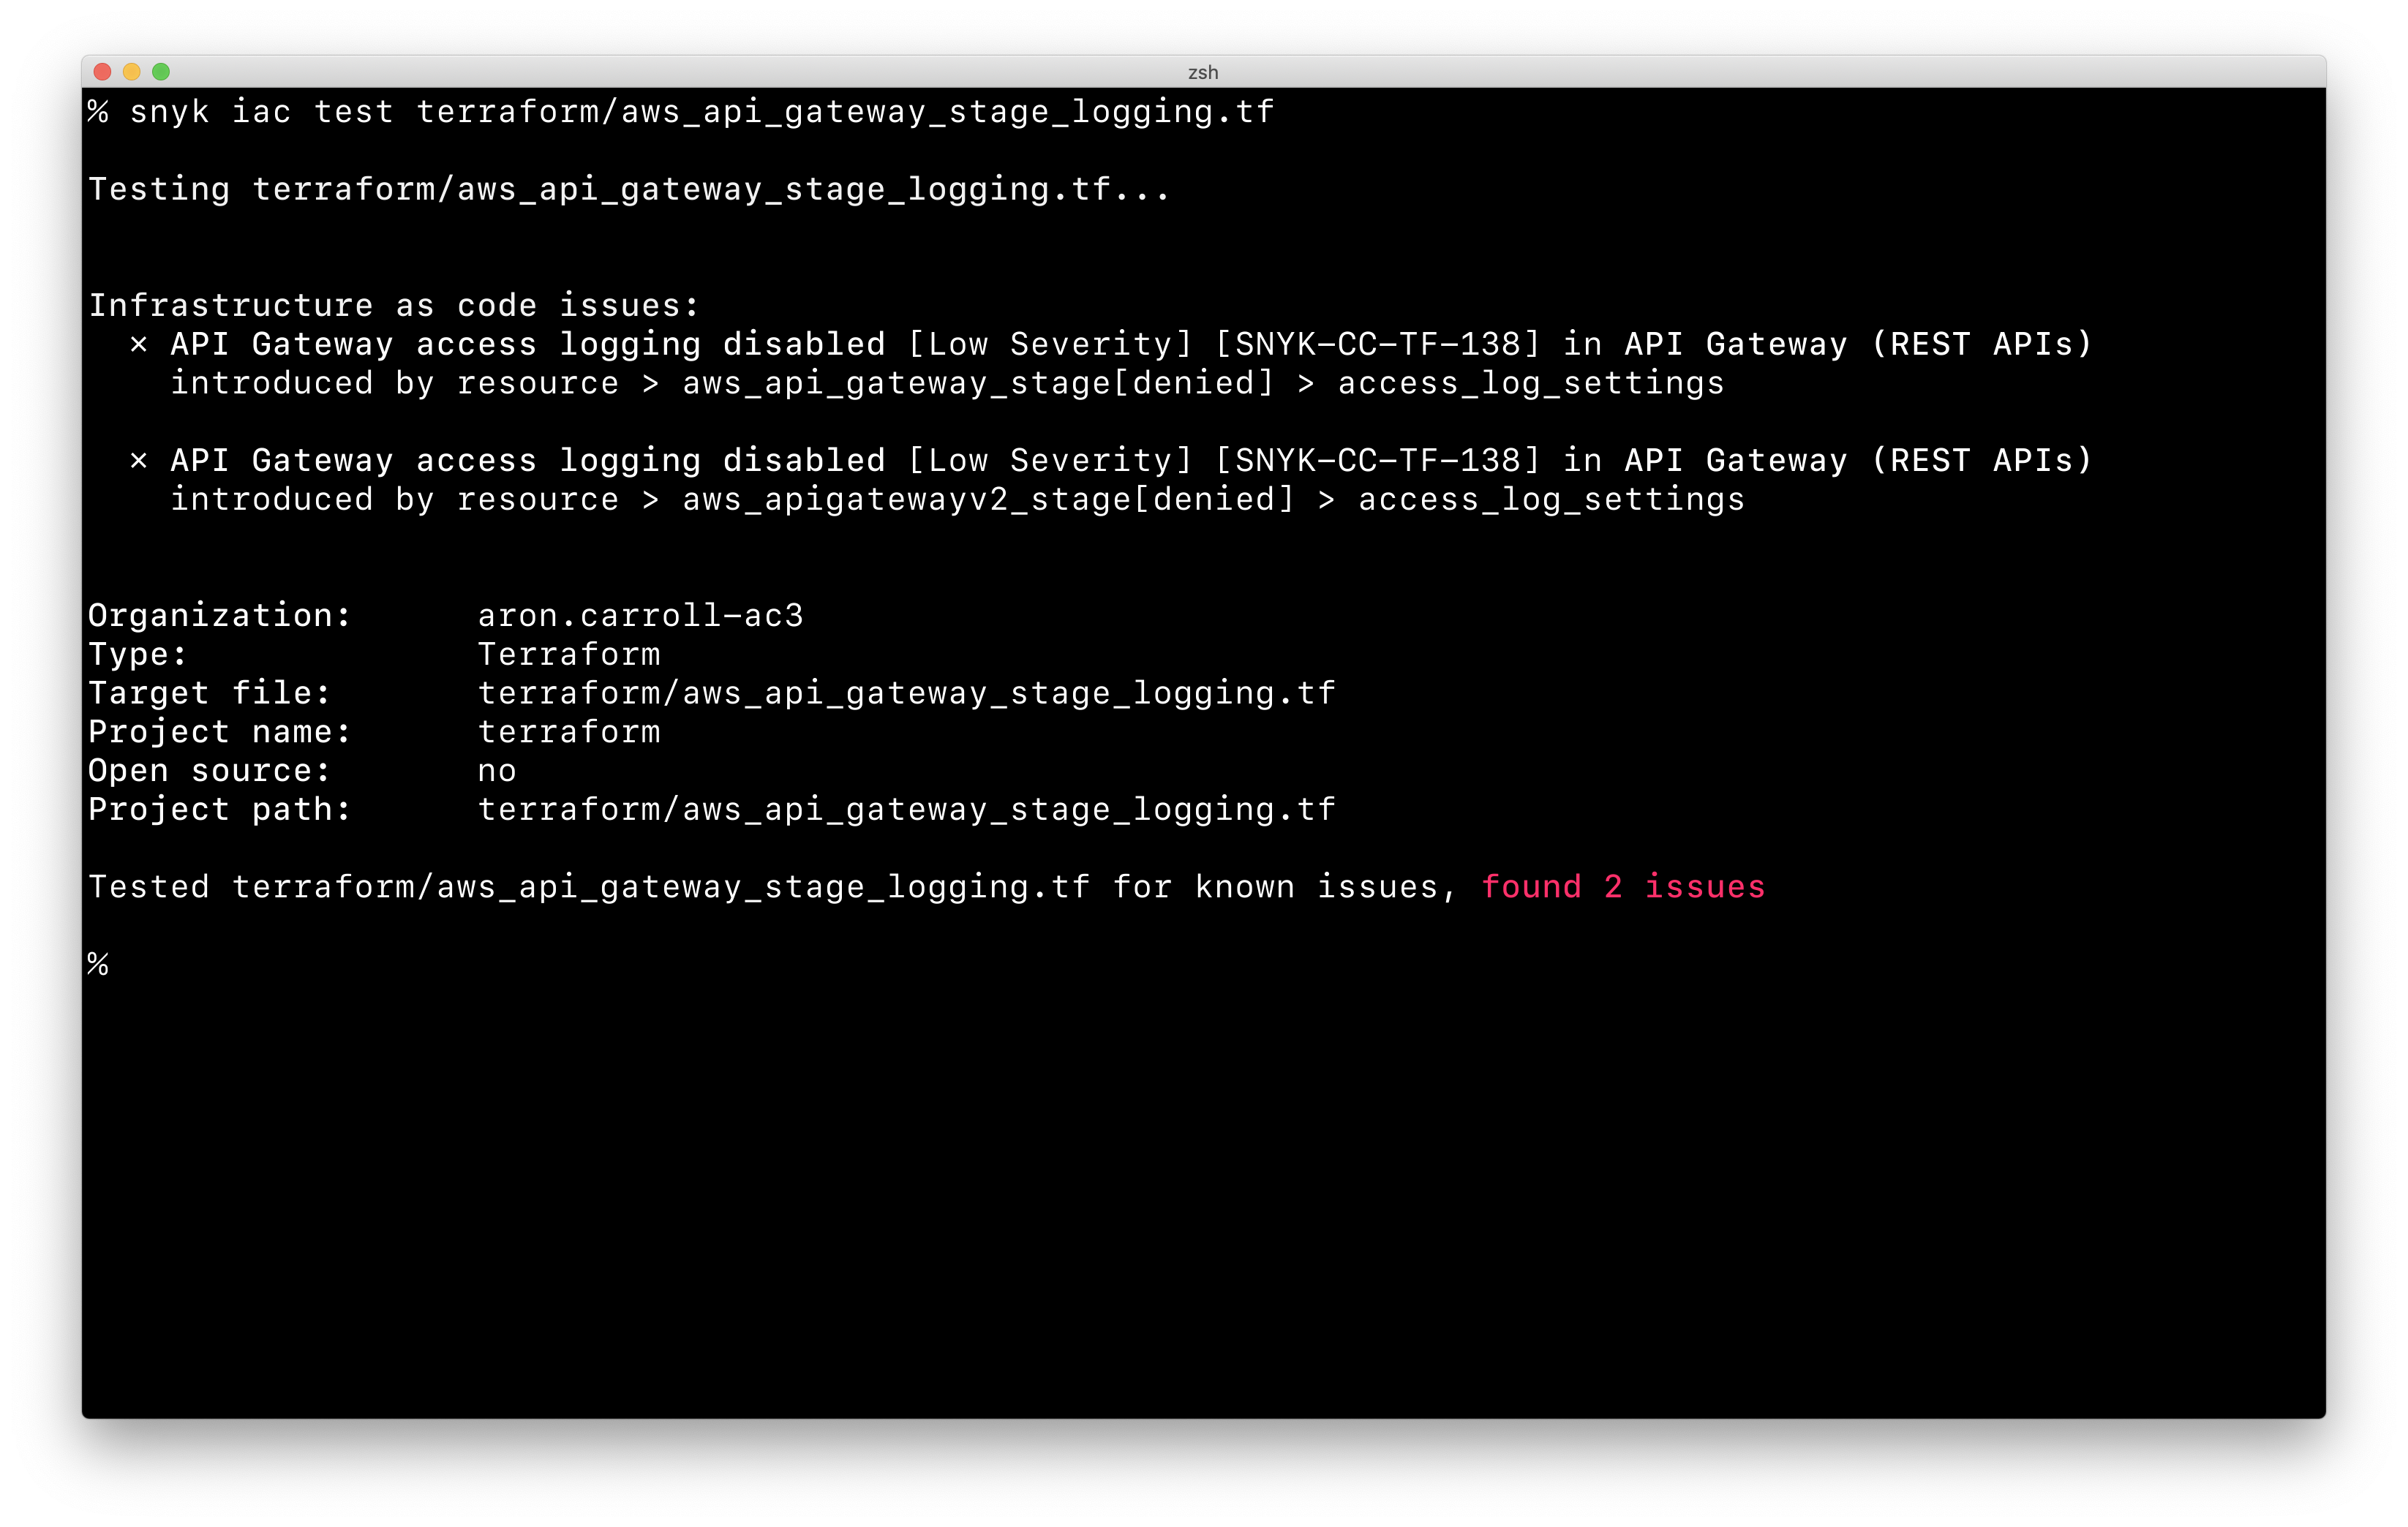 zsh
% snyk iac test terraform/aws_api_gateway_stage_logging.tf
Testing terraform/aws_api_gateway_stage_logging.tf...
Infrastructure as code issues:
  × API Gateway access logging disabled [Low Severity] [SNYK-CC-TF-138] in API Gateway (REST APIs)
    introduced by resource > aws_api_gateway_stage[denied] > access_log_settings
  × API Gateway access logging disabled [Low Severity] [SNYK-CC-TF-138] in API Gateway (REST APIs)
    introduced by resource > aws_apigatewayv2_stage[denied] > access_log_settings
Organization:      aron.carroll-ac3
Type:              Terraform
Target file:       terraform/aws_api_gateway_stage_logging.tf
Project name:      terraform
Open source:       no
Project path:      terraform/aws_api_gateway_stage_logging.tf
Tested terraform/aws_api_gateway_stage_logging.tf for known issues, found 2 issues
%